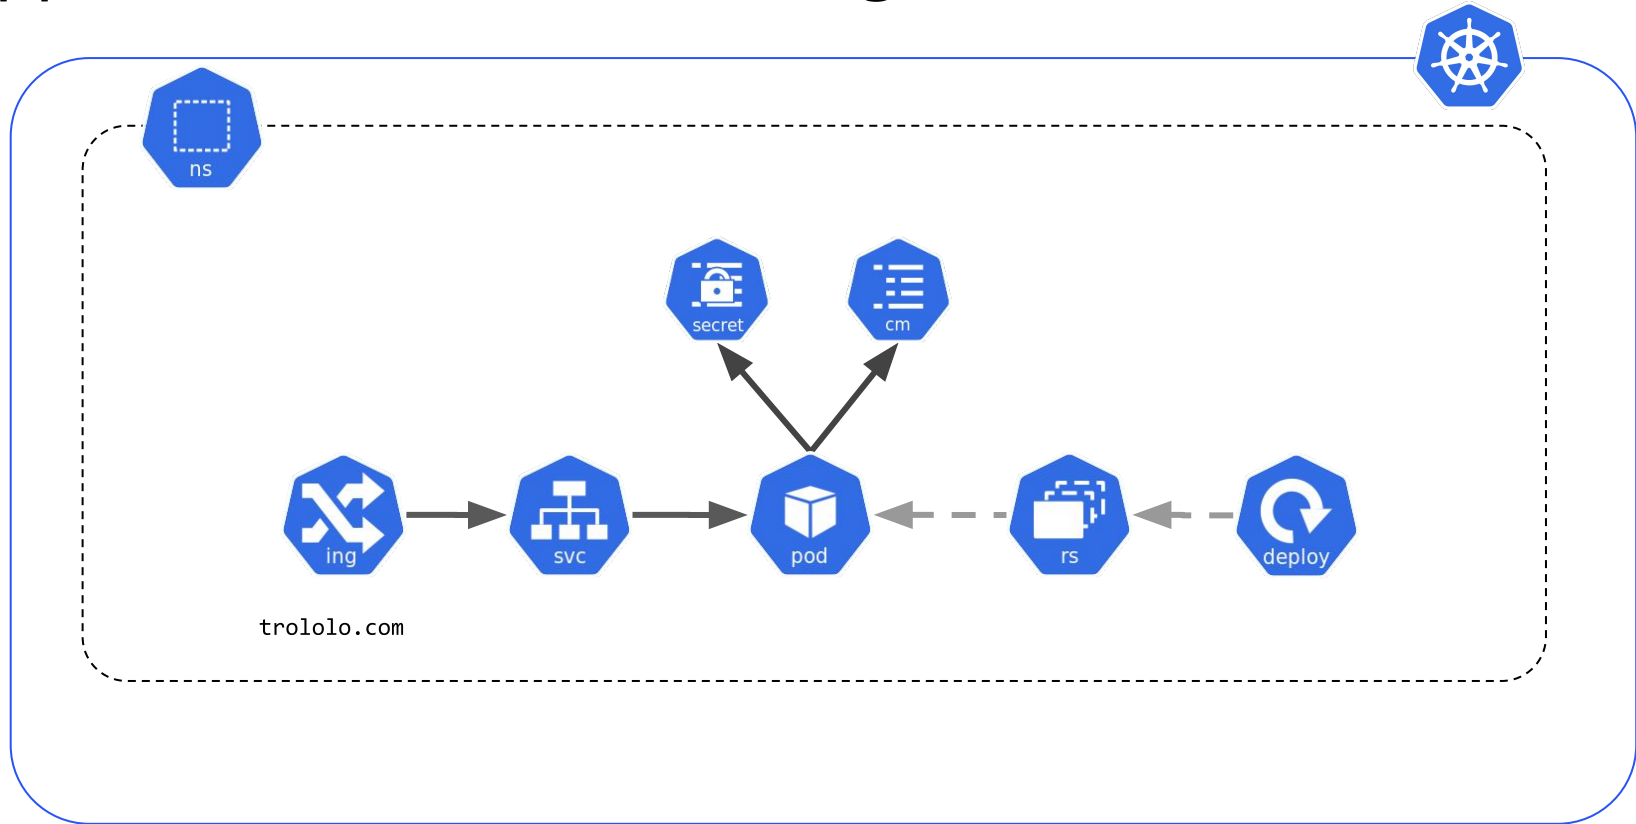 ns
secret
cm
ing
svc
pod
rs
deploy
trololo.com